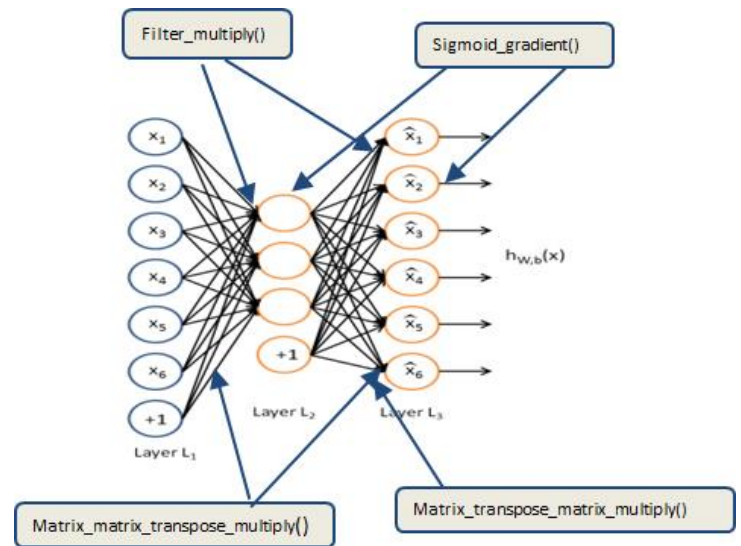 Filter_multiply()
Sigmoid_gradient()
x₁
x₂
x₃
x₄
x₅
x₆
+1
Layer L₁
+1
Layer L₂
x̂₁
x̂₂
x̂₃
x̂₄
x̂₅
x̂₆
Layer L₃
h_W,b(x)
Matrix_matrix_transpose_multiply()
Matrix_transpose_matrix_multiply()